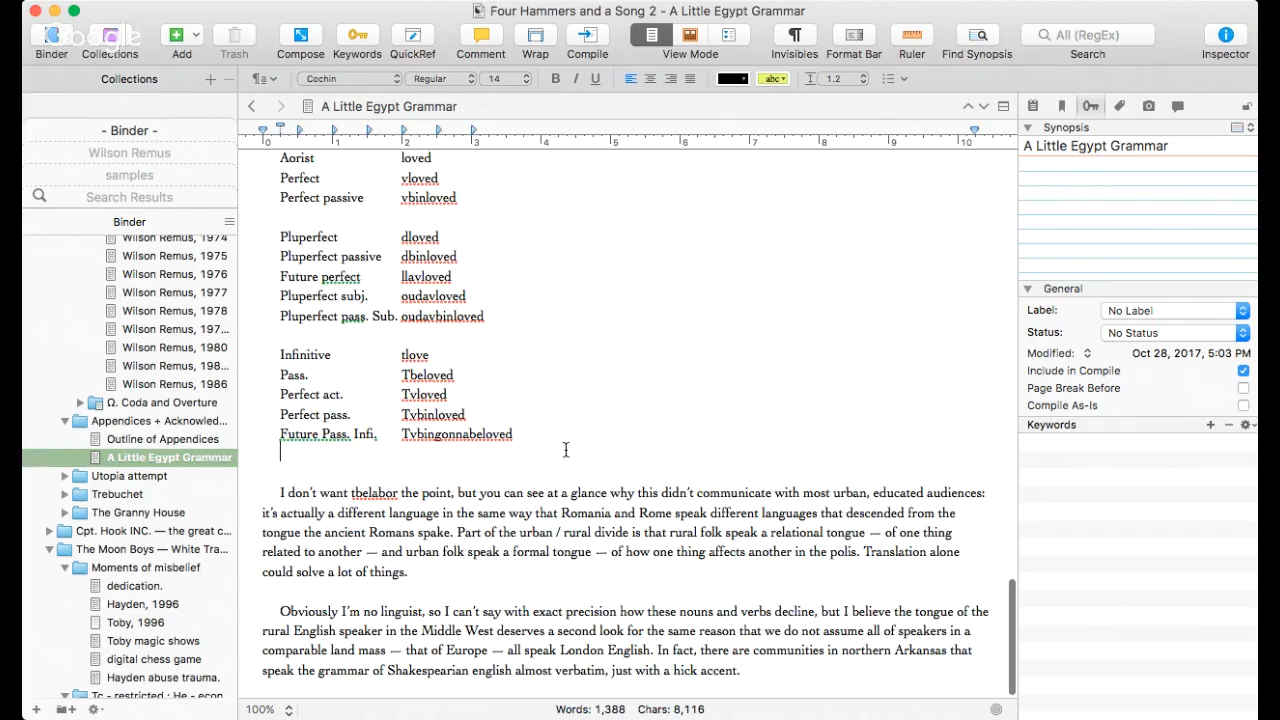 Four Hammers and a Song 2 - A Little Egypt Grammar
Google
Binder Collections Add Trash Compose Keywords QuickRef Comment Wrap Compile View Mode Invisibles Format Bar Ruler Find Synopsis Search Inspector
All (RegEx)
Collections
Cochin Regular 14 B I U abc 1.2
- Binder -
Wilson Remus
samples
Search Results
Binder
Wilson Remus, 1974
Wilson Remus, 1975
Wilson Remus, 1976
Wilson Remus, 1977
Wilson Remus, 1978
Wilson Remus, 197...
Wilson Remus, 1980
Wilson Remus, 198...
Wilson Remus, 1986
Ω. Coda and Overture
Appendices + Acknowled...
Outline of Appendices
A Little Egypt Grammar
Utopia attempt
Trebuchet
The Granny House
Cpt. Hook INC. — the great c...
The Moon Boys — White Tra...
Moments of misbelief
dedication.
Hayden, 1996
Toby, 1996
Toby magic shows
digital chess game
Hayden abuse trauma.
Tc - restricted : He - econ
A Little Egypt Grammar
0 1 2 3 4 5 6 7 8 9 10
Aorist loved
Perfect vloved
Perfect passive vbinloved
Pluperfect dloved
Pluperfect passive dbinloved
Future perfect llavloved
Pluperfect subj. oudavloved
Pluperfect pass. Sub. oudavbinloved
Infinitive tlove
Pass. Tbeloved
Perfect act. Tvloved
Perfect pass. Tvbinloved
Future Pass. Infi. Tvbingonnabeloved
I don't want tbelabor the point, but you can see at a glance why this didn't communicate with most urban, educated audiences:
it's actually a different language in the same way that Romania and Rome speak different languages that descended from the
tongue the ancient Romans spake. Part of the urban / rural divide is that rural folk speak a relational tongue — of one thing
related to another — and urban folk speak a formal tongue — of how one thing affects another in the polis. Translation alone
could solve a lot of things.
Obviously I'm no linguist, so I can't say with exact precision how these nouns and verbs decline, but I believe the tongue of the
rural English speaker in the Middle West deserves a second look for the same reason that we do not assume all of speakers in a
comparable land mass — that of Europe — all speak London English. In fact, there are communities in northern Arkansas that
speak the grammar of Shakespearian english almost verbatim, just with a hick accent.
100% Words: 1,388 Chars: 8,116
Synopsis
A Little Egypt Grammar
General
Label: No Label
Status: No Status
Modified: Oct 28, 2017, 5:03 PM
Include in Compile
Page Break Before
Compile As-Is
Keywords